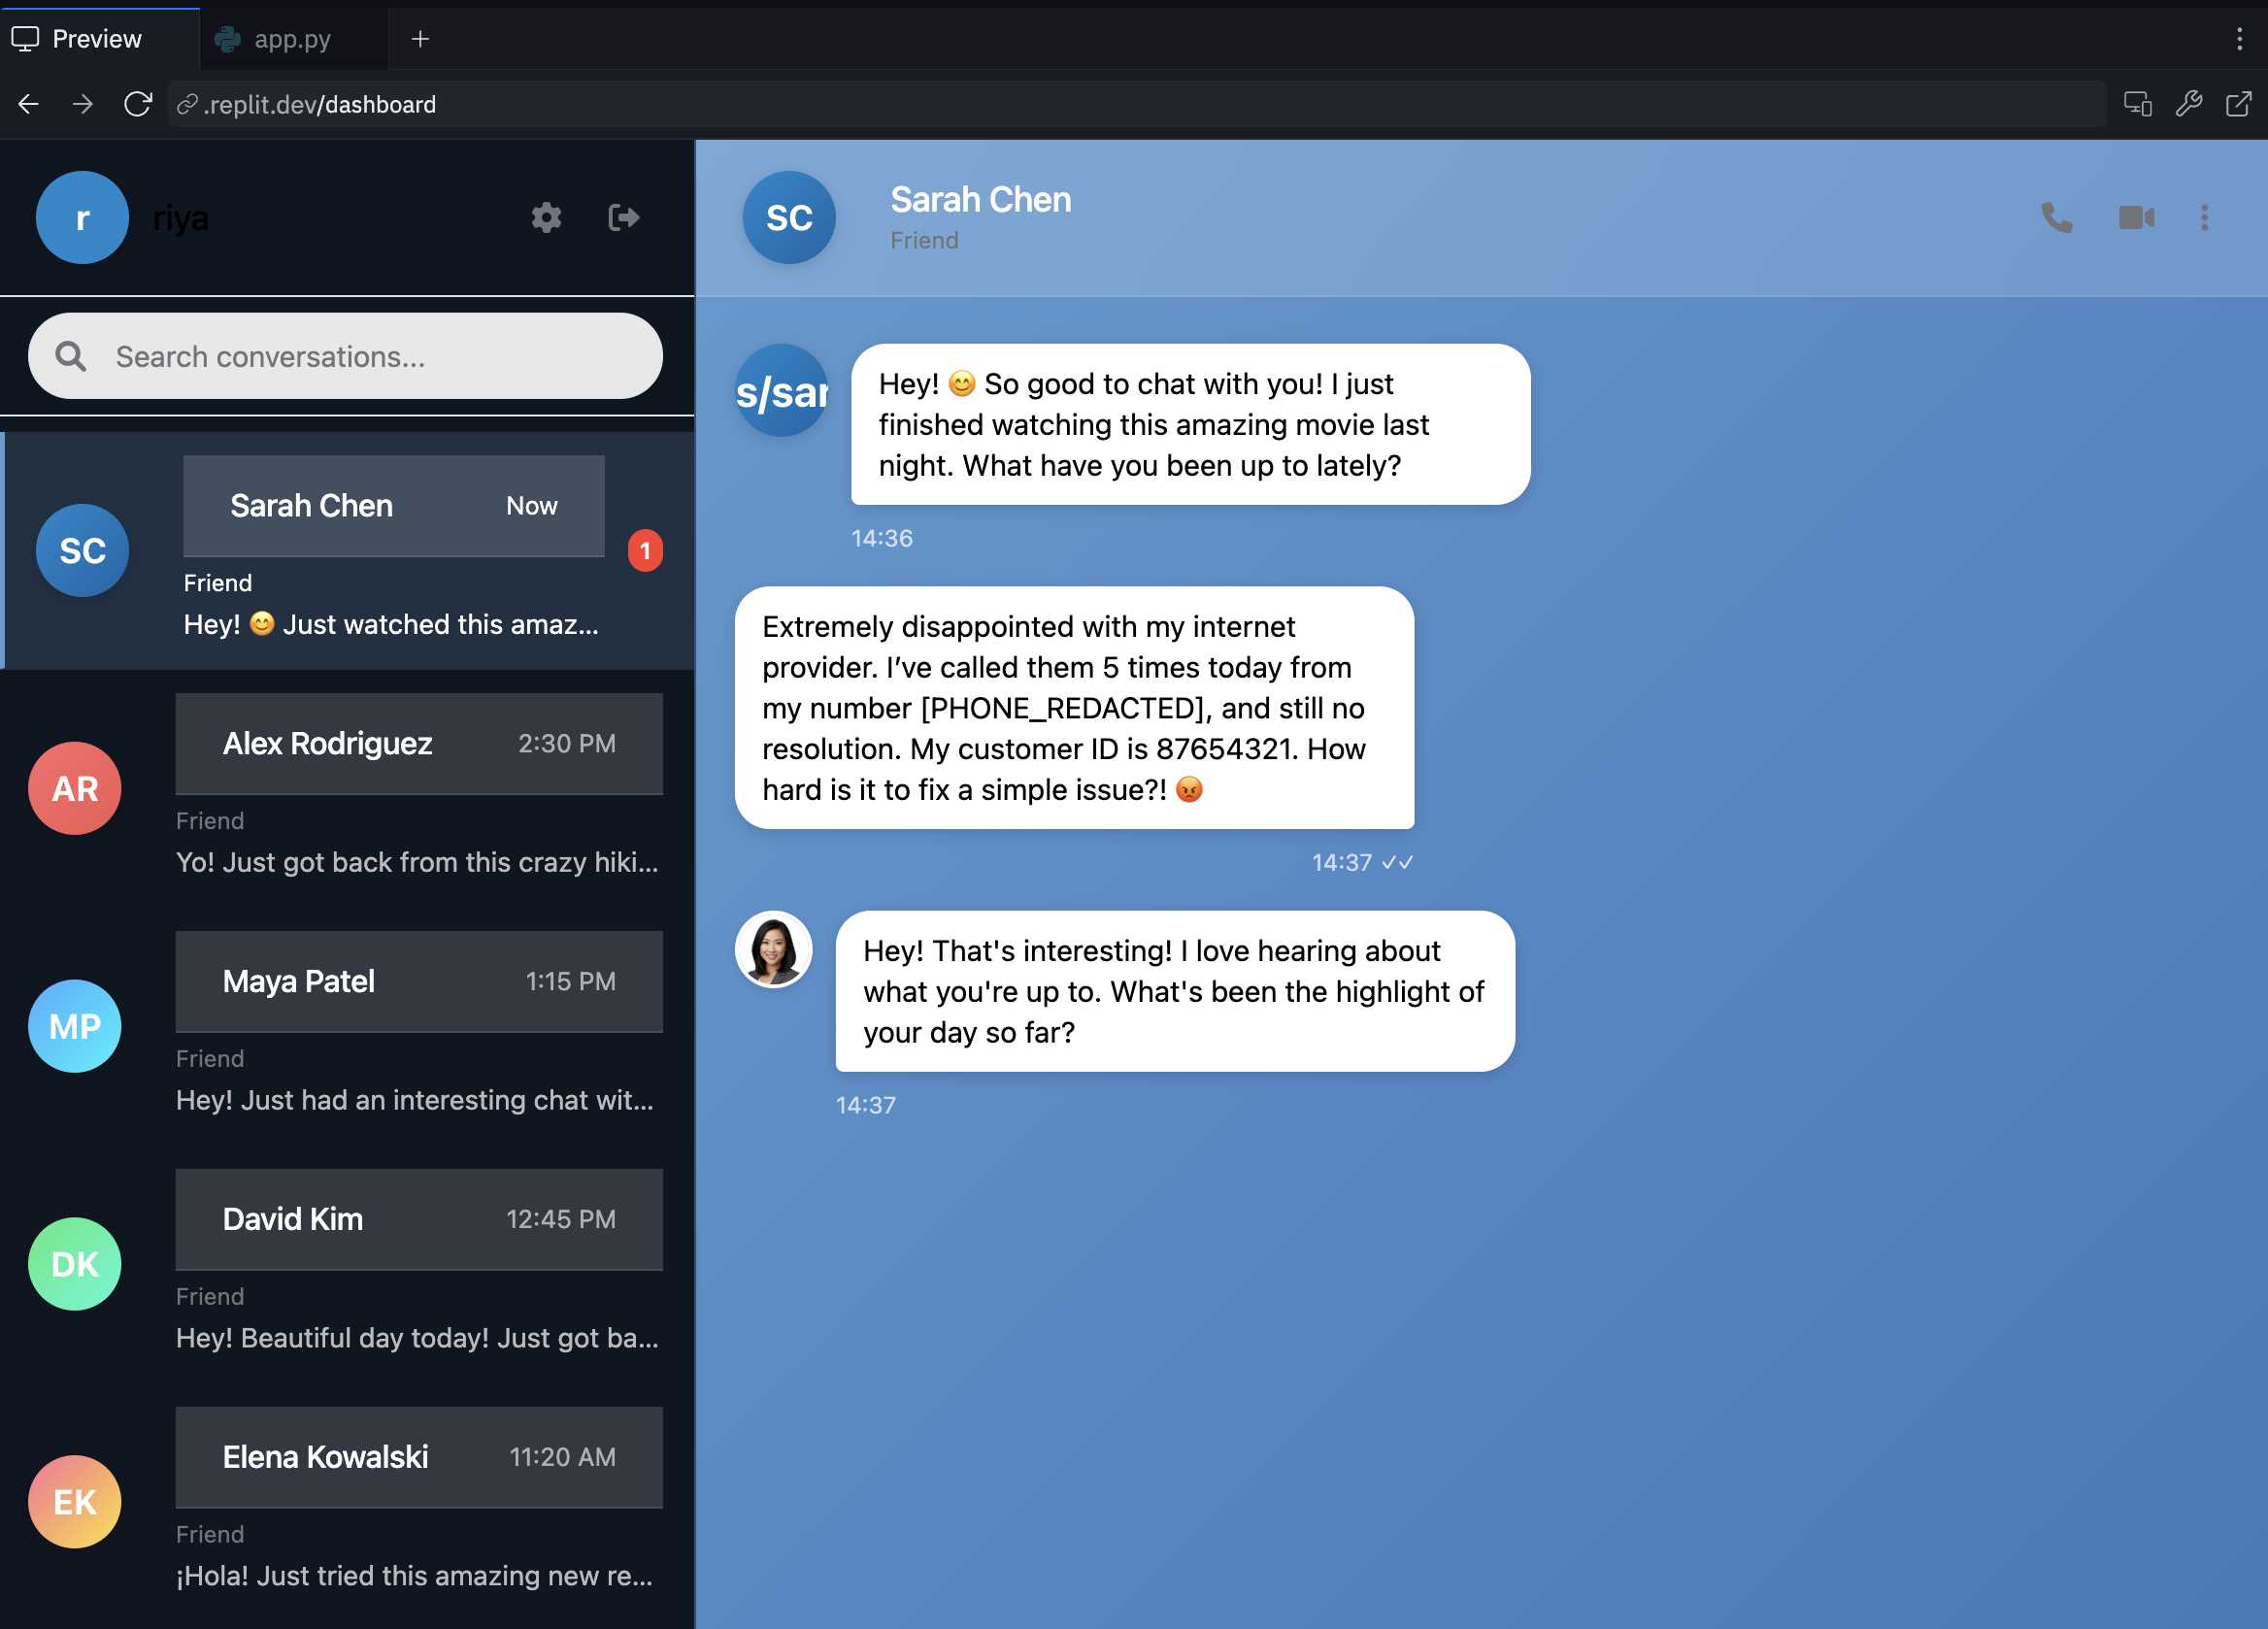 Preview
app.py
.replit.dev/dashboard
r
riya
Search conversations...
SC
Sarah Chen
Now
1
Friend
Hey! 😊 Just watched this amaz...
AR
Alex Rodriguez
2:30 PM
Friend
Yo! Just got back from this crazy hiki...
MP
Maya Patel
1:15 PM
Friend
Hey! Just had an interesting chat wit...
DK
David Kim
12:45 PM
Friend
Hey! Beautiful day today! Just got ba...
EK
Elena Kowalski
11:20 AM
Friend
¡Hola! Just tried this amazing new re...
SC
Sarah Chen
Friend
s/sar
Hey! 😊 So good to chat with you! I just
finished watching this amazing movie last
night. What have you been up to lately?
14:36
Extremely disappointed with my internet
provider. I’ve called them 5 times today from
my number [PHONE_REDACTED], and still no
resolution. My customer ID is 87654321. How
hard is it to fix a simple issue?! 😡
14:37 ✓✓
Hey! That's interesting! I love hearing about
what you're up to. What's been the highlight of
your day so far?
14:37